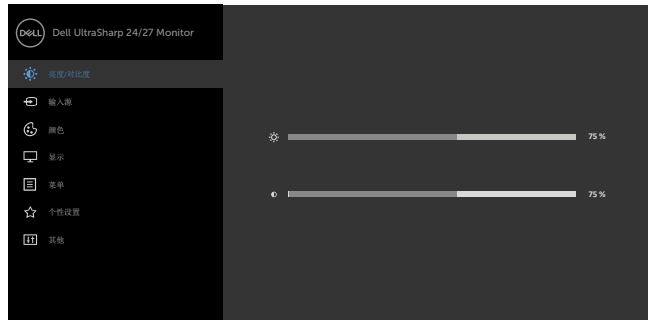 DELL Dell UltraSharp 24/27 Monitor
亮度/对比度
输入源
颜色
显示
菜单
个性设置
其他
75 %
75 %